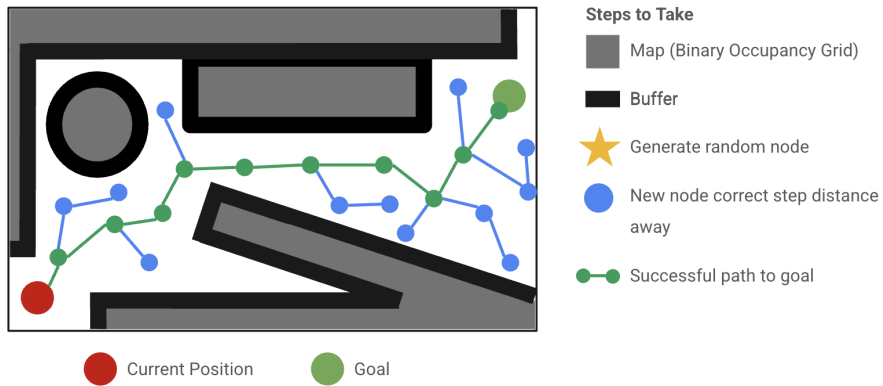 Steps to Take
Map (Binary Occupancy Grid)
Buffer
Generate random node
New node correct step distance
away
Successful path to goal
Current Position
Goal